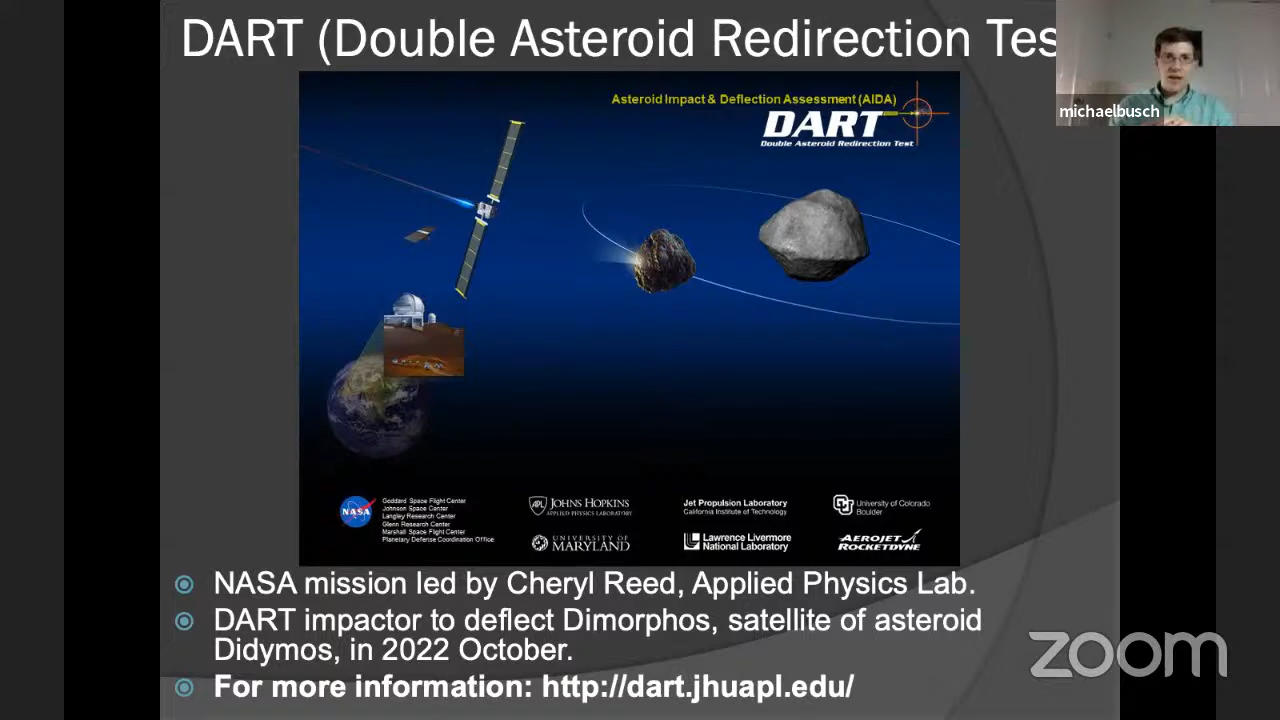 DART (Double Asteroid Redirection Tes
michaelbusch
Asteroid Impact & Deflection Assessment (AIDA)
DART
Double Asteroid Redirection Test
NASA
Goddard Space Flight Center
Johnson Space Center
Langley Research Center
Glenn Research Center
Marshall Space Flight Center
Planetary Defense Coordination Office
APL
JOHNS HOPKINS
APPLIED PHYSICS LABORATORY
UNIVERSITY OF
MARYLAND
Jet Propulsion Laboratory
California Institute of Technology
Lawrence Livermore
National Laboratory
CU
University of Colorado
Boulder
AEROJET
ROCKETDYNE
NASA mission led by Cheryl Reed, Applied Physics Lab.
DART impactor to deflect Dimorphos, satellite of asteroid
Didymos, in 2022 October.
For more information: http://dart.jhuapl.edu/
zoom